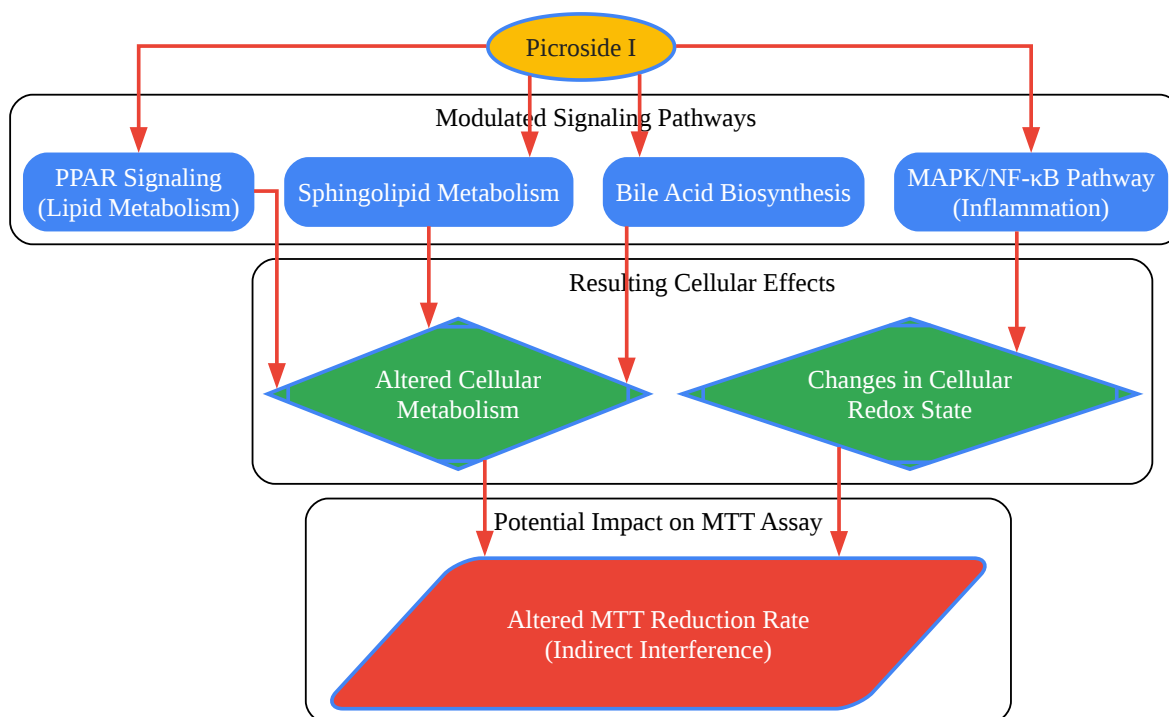 Picroside I
Modulated Signaling Pathways
PPAR Signaling
(Lipid Metabolism)
Sphingolipid Metabolism
Bile Acid Biosynthesis
MAPK/NF-κB Pathway
(Inflammation)
Resulting Cellular Effects
Altered Cellular
Metabolism
Changes in Cellular
Redox State
Potential Impact on MTT Assay
Altered MTT Reduction Rate
(Indirect Interference)